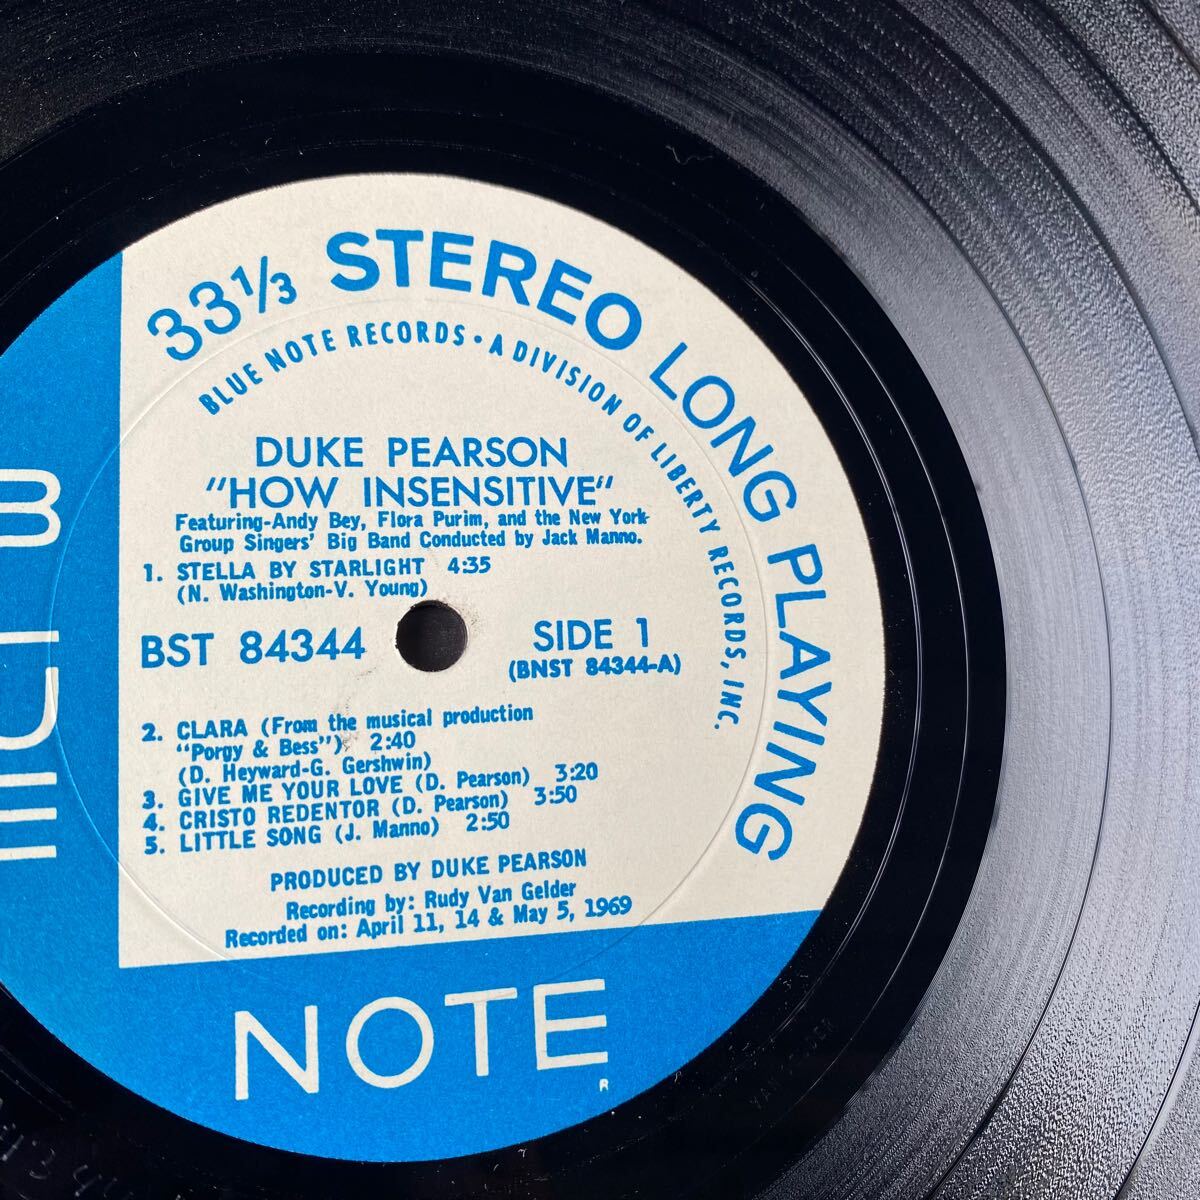 33 1/3 STEREO LONG PLAYING
BLUE NOTE RECORDS • A DIVISION OF LIBERTY RECORDS, INC.
DUKE PEARSON
"HOW INSENSITIVE"
Featuring-Andy Bey, Flora Purim, and the New York
Group Singers' Big Band Conducted by Jack Manno.
1. STELLA BY STARLIGHT 4:35
(N. Washington-V. Young)
BST 84344
SIDE 1
(BNST 84344-A)
2. CLARA (From the musical production
"Porgy & Bess") 2:40
(D. Heyward-G. Gershwin)
3. GIVE ME YOUR LOVE (D. Pearson) 3:20
4. CRISTO REDENTOR (D. Pearson) 3:50
5. LITTLE SONG (J. Manno) 2:50
PRODUCED BY DUKE PEARSON
Recording by: Rudy Van Gelder
Recorded on: April 11, 14 & May 5, 1969
NOTE
R